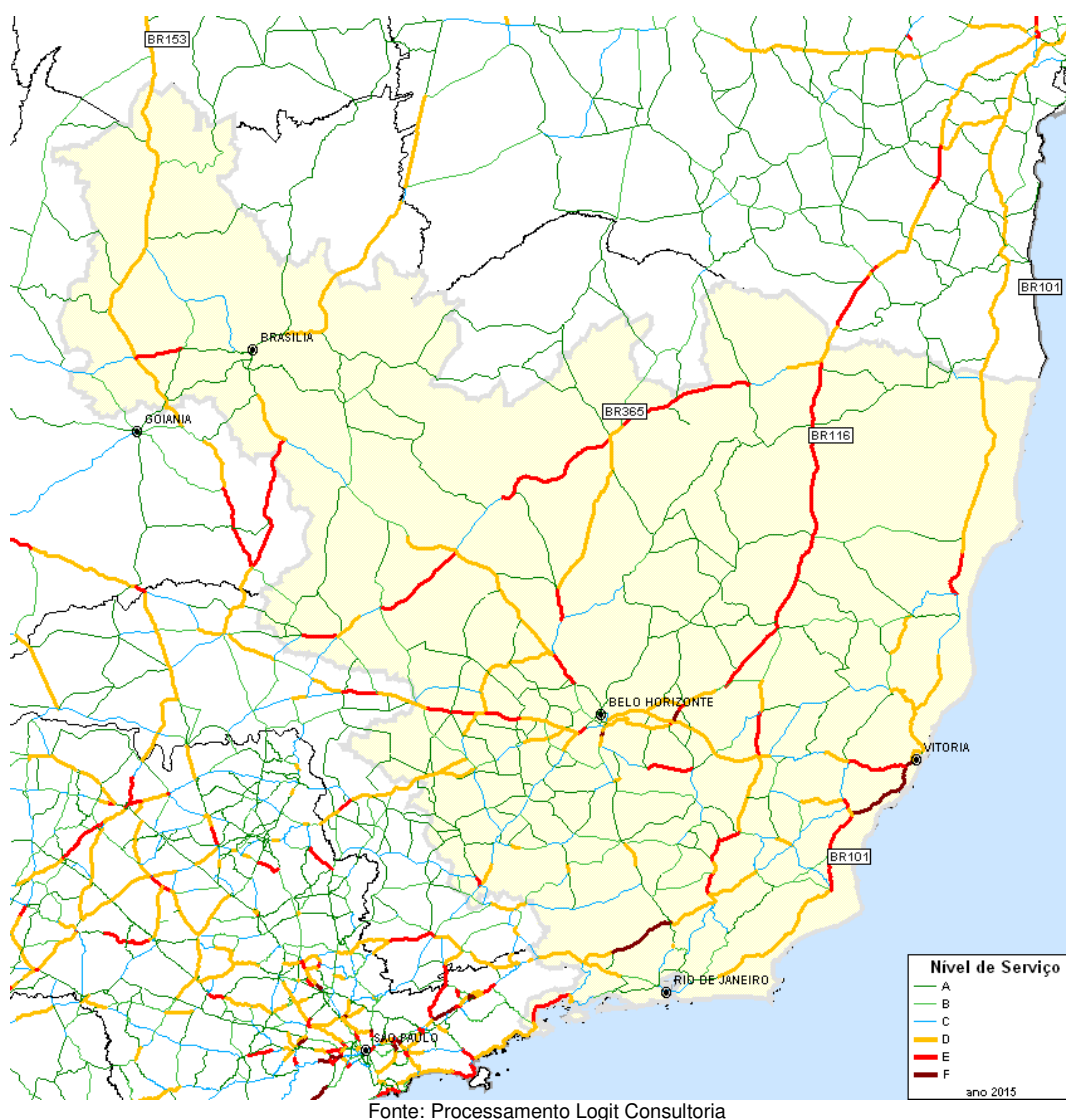 BR153
BR101
BRASILIA
GOIANIA
BR365
BR116
BELO HORIZONTE
VITORIA
BR101
RIO DE JANEIRO
SÃO PAULO
Nível de Serviço
A
B
C
D
E
F
ano 2015
Fonte: Processamento Logit Consultoria